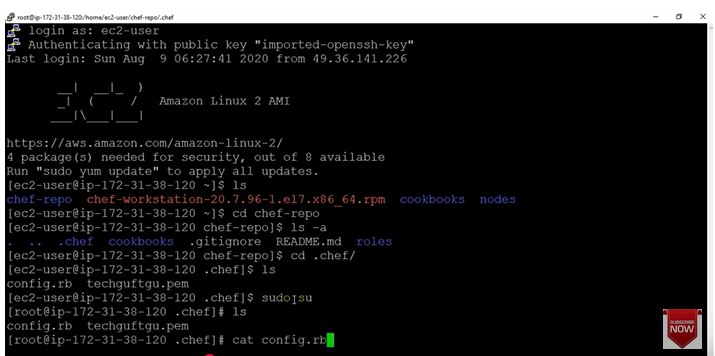 root@ip-172-31-38-120:/home/ec2-user/chef-repo/.chef
login as: ec2-user
Authenticating with public key "imported-openssh-key"
Last login: Sun Aug  9 06:27:41 2020 from 49.36.141.226
__|  __|_  )
_|  (     /   Amazon Linux 2 AMI
___|\___|___|
https://aws.amazon.com/amazon-linux-2/
4 package(s) needed for security, out of 8 available
Run "sudo yum update" to apply all updates.
[ec2-user@ip-172-31-38-120 ~]$ ls
chef-repo  chef-workstation-20.7.96-1.el7.x86_64.rpm  cookbooks  nodes
[ec2-user@ip-172-31-38-120 ~]$ cd chef-repo
[ec2-user@ip-172-31-38-120 chef-repo]$ ls -a
.  ..  .chef  cookbooks  .gitignore  README.md  roles
[ec2-user@ip-172-31-38-120 chef-repo]$ cd .chef/
[ec2-user@ip-172-31-38-120 .chef]$ ls
config.rb  techguftgu.pem
[ec2-user@ip-172-31-38-120 .chef]$ sudo su
[root@ip-172-31-38-120 .chef]# ls
config.rb  techguftgu.pem
[root@ip-172-31-38-120 .chef]# cat config.rb
SUBSCRIBE
NOW